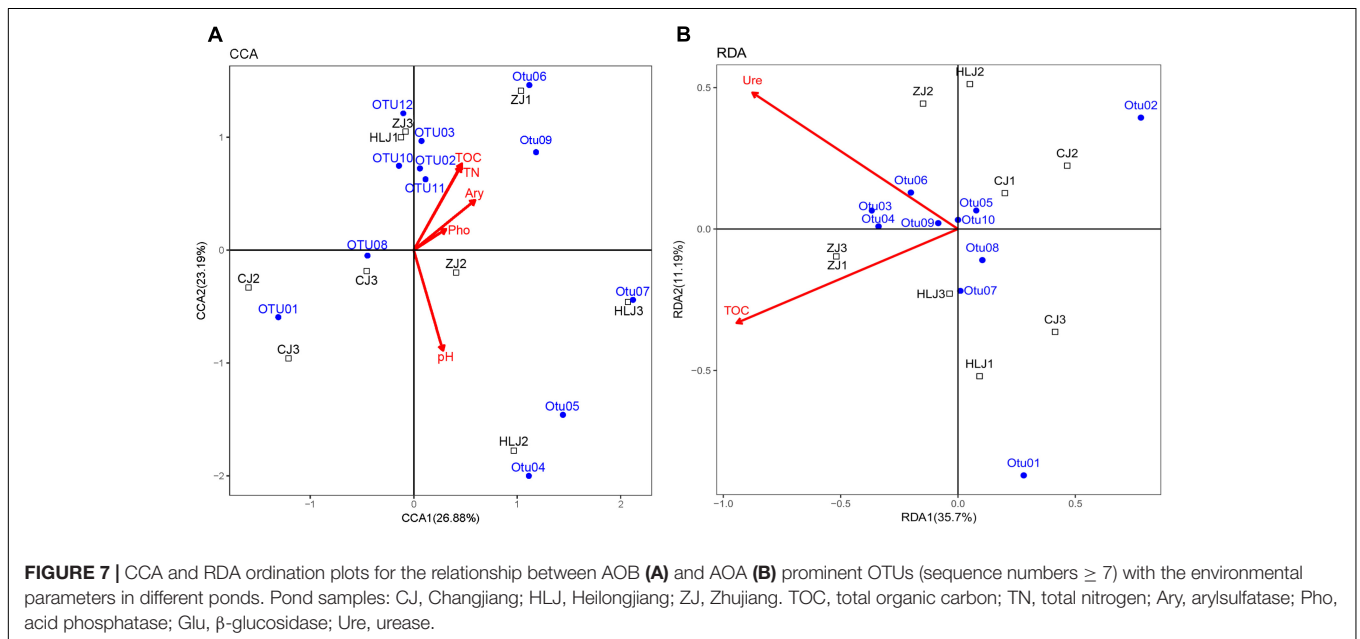 A
CCA
Otu06
ZJ1
OTU12
ZJ3
HLJ1
OTU03
Otu09
OTU10
OTU02
TOC
TN
OTU11
Ary
Pho
OTU08
CJ3
ZJ2
CJ2
OTU01
Otu07
HLJ3
CJ3
pH
Otu05
HLJ2
Otu04
1
0
−1
−2
CCA2(23.19%)
−1
0
1
2
CCA1(26.88%)
B
RDA
HLJ2
Ure
ZJ2
Otu02
CJ2
CJ1
Otu06
Otu03
Otu05
Otu04
Otu09
Otu10
ZJ3
ZJ1
Otu08
HLJ3
Otu07
TOC
CJ3
HLJ1
Otu01
0.5
0.0
−0.5
RDA2(11.19%)
−1.0
−0.5
0.0
0.5
RDA1(35.7%)
FIGURE 7 | CCA and RDA ordination plots for the relationship between AOB (A) and AOA (B) prominent OTUs (sequence numbers ≥ 7) with the environmental
parameters in different ponds. Pond samples: CJ, Changjiang; HLJ, Heilongjiang; ZJ, Zhujiang. TOC, total organic carbon; TN, total nitrogen; Ary, arylsulfatase; Pho,
acid phosphatase; Glu, β-glucosidase; Ure, urease.